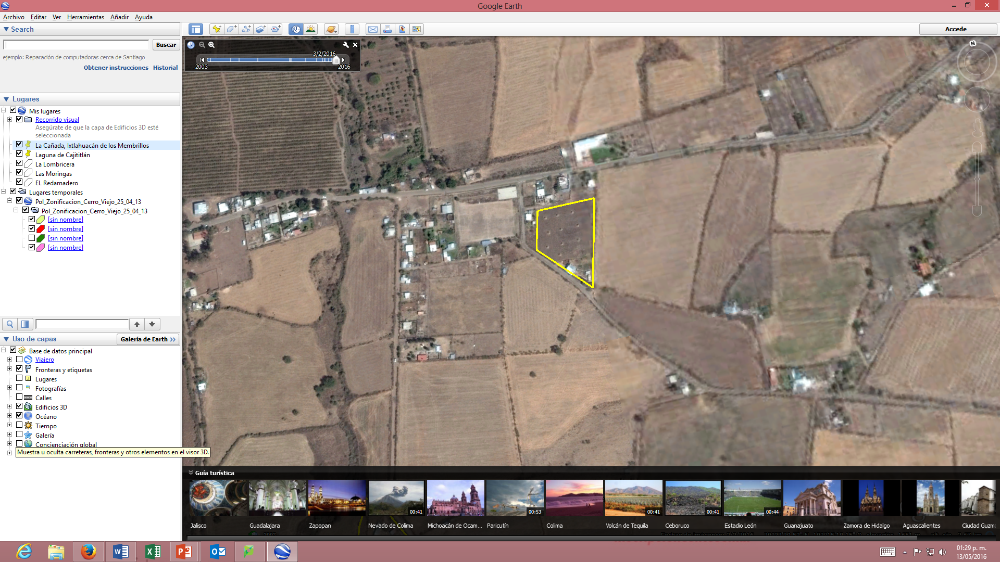 Google Earth
Archivo Editar Ver Herramientas Añadir Ayuda
Search
Buscar
ejemplo: Reparación de computadoras cerca de Santiago
Obtener instrucciones Historial
Accede
3/2/2016
2003 2016
N
Lugares
Mis lugares
Recorrido visual
Asegúrate de que la capa de Edificios 3D esté
seleccionada
La Cañada, Ixtlahuacán de los Membrillos
Laguna de Cajititlán
La Lombricera
Las Moringas
EL Redamadero
Lugares temporales
Pol_Zonificacion_Cerro_Viejo_25_04_13
Pol_Zonificacion_Cerro_Viejo_25_04_13
[sin nombre]
[sin nombre]
[sin nombre]
[sin nombre]
Uso de capas
Galería de Earth >>
Base de datos principal
Viajero
Fronteras y etiquetas
Lugares
Fotografías
Calles
Edificios 3D
Océano
Tiempo
Galería
Concienciación global
Muestra u oculta carreteras, fronteras y otros elementos en el visor 3D.
Guía turística
00:41 00:53 00:41 00:41 00:44
Jalisco Guadalajara Zapopan Nevado de Colima Michoacán de Ocam... Paricutín Colima Volcán de Tequila Ceboruco Estadio León Guanajuato Zamora de Hidalgo Aguascalientes Ciudad Guzm
01:29 p. m.
13/05/2016